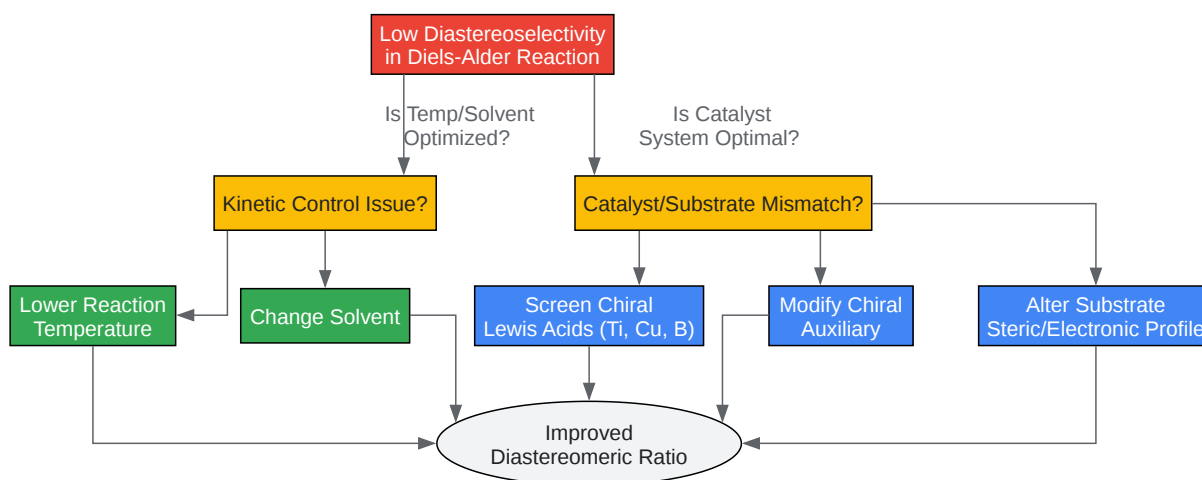 Low Diastereoselectivity
in Diels-Alder Reaction
Is Temp/Solvent
Optimized?
Is Catalyst
System Optimal?
Kinetic Control Issue?
Catalyst/Substrate Mismatch?
Lower Reaction
Temperature
Change Solvent
Screen Chiral
Lewis Acids (Ti, Cu, B)
Modify Chiral
Auxiliary
Alter Substrate
Steric/Electronic Profile
Improved
Diastereomeric Ratio